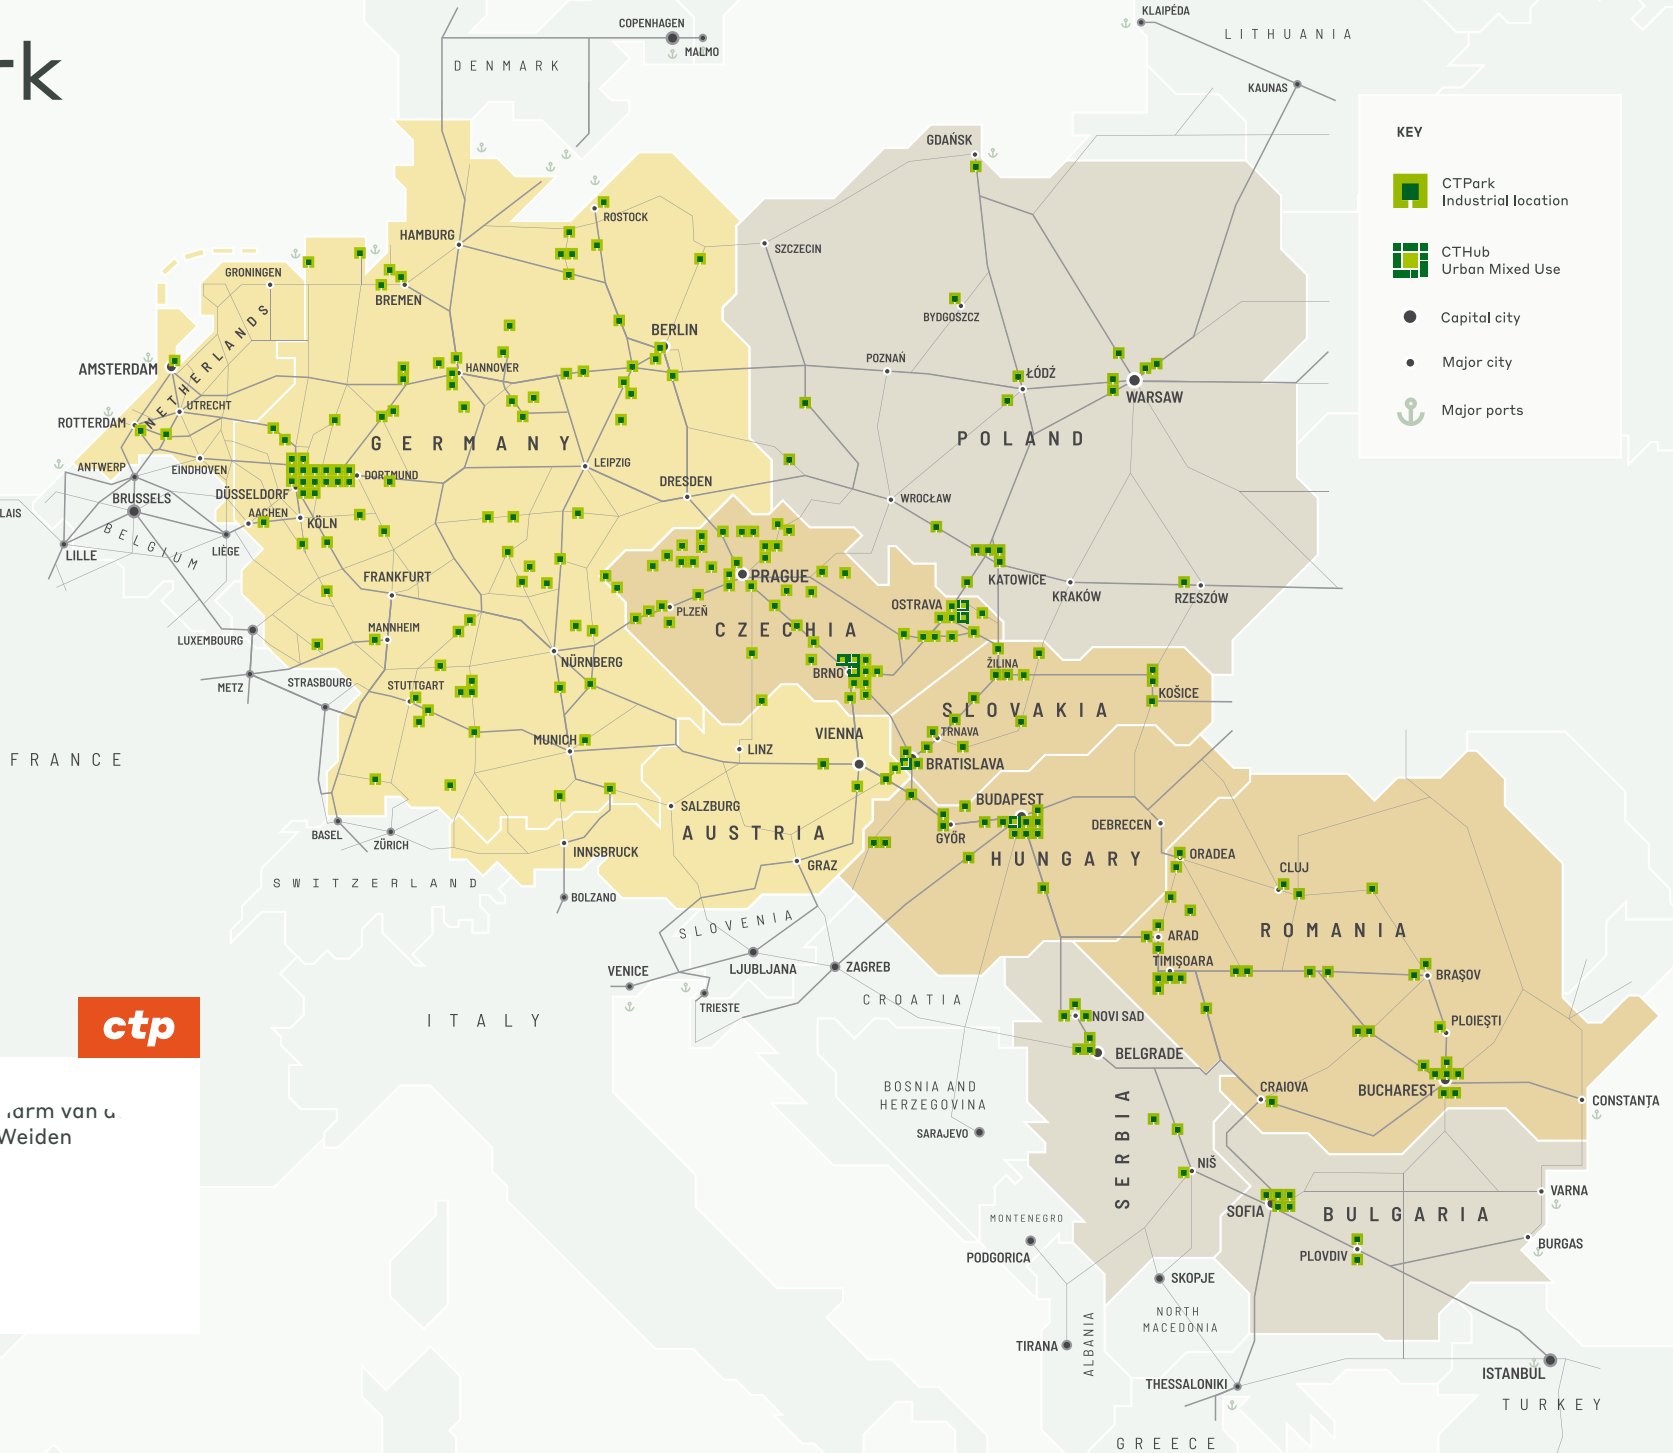 rk
KEY
CTPark
Industrial location
CTHub
Urban Mixed Use
Capital city
Major city
Major ports
ctp
Weiden
KLAIPÉDA
LITHUANIA
KAUNAS
COPENHAGEN
MALMO
DENMARK
GDAŃSK
ROSTOCK
HAMBURG
SZCZECIN
GRONINGEN
BREMEN
BYDGOSZCZ
BERLIN
NETHERLANDS
AMSTERDAM
HANNOVER
POZNAŃ
ŁÓDŹ
WARSAW
UTRECHT
ROTTERDAM
GERMANY
POLAND
ANTWERP
EINDHOVEN
DORTMUND
LEIPZIG
DRESDEN
BRUSSELS
DÜSSELDORF
WROCŁAW
LAIS
AACHEN
KÖLN
BELGIUM
LIÈGE
LILLE
FRANKFURT
PRAGUE
KATOWICE
KRAKÓW
RZESZÓW
OSTRAVA
PLZEŇ
CZECHIA
LUXEMBOURG
MANNHEIM
NÜRNBERG
ŽILINA
BRNO
METZ
STRASBOURG
STUTTGART
KOŠICE
SLOVAKIA
TRNAVA
VIENNA
MUNICH
LINZ
BRATISLAVA
FRANCE
SALZBURG
BUDAPEST
AUSTRIA
GYŐR
DEBRECEN
BASEL
ZÜRICH
INNSBRUCK
GRAZ
HUNGARY
ORADEA
CLUJ
SWITZERLAND
BOLZANO
SLOVENIA
ROMANIA
ARAD
TIMIȘOARA
VENICE
LJUBLJANA
ZAGREB
BRAȘOV
TRIESTE
CROATIA
NOVI SAD
PLOIEȘTI
ITALY
BELGRADE
BOSNIA AND
HERZEGOVINA
CRAIOVA
BUCHAREST
CONSTANȚA
SARAJEVO
SERBIA
NIŠ
VARNA
SOFIA
BULGARIA
MONTENEGRO
PODGORICA
PLOVDIV
BURGAS
SKOPJE
NORTH
MACEDONIA
TIRANA
ALBANIA
THESSALONIKI
ISTANBUL
TURKEY
GREECE